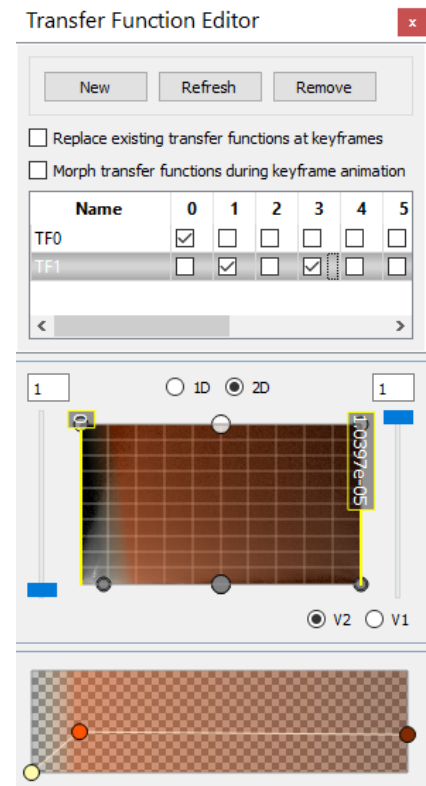 Transfer Function Editor x
New Refresh Remove
Replace existing transfer functions at keyframes
Morph transfer functions during keyframe animation
Name 0 1 2 3 4 5
TF0
TF1
1 1D 2D 1
0
1.0397e-05
V2 V1